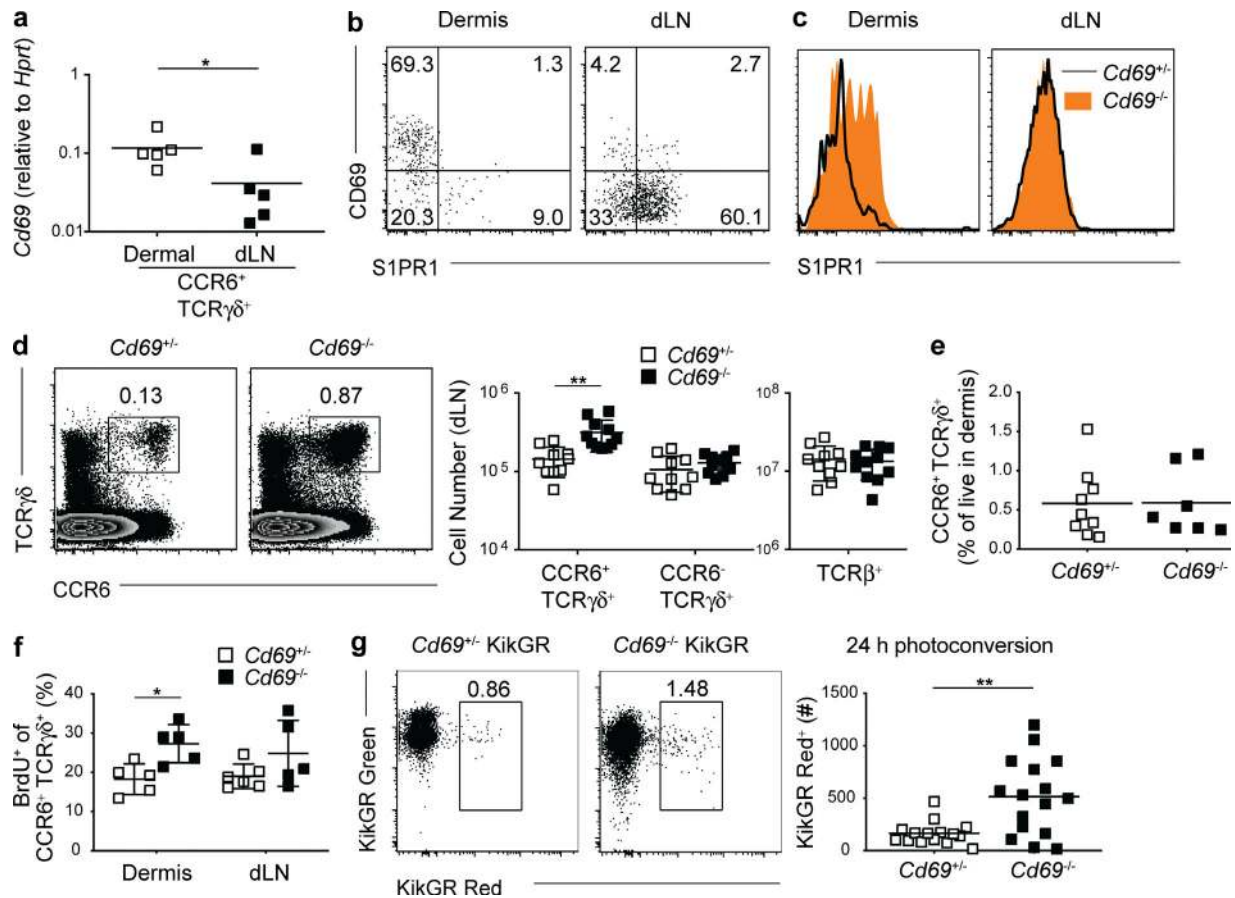 a
Cd69 (relative to Hprt)
1
0.1
0.01
*
Dermal dLN
CCR6+
TCRγδ+
b
Dermis dLN
CD69
69.3 1.3
20.3 9.0
4.2 2.7
33 60.1
S1PR1
c
Dermis dLN
Cd69+/-
Cd69-/-
S1PR1
d
Cd69+/- Cd69-/-
0.13 0.87
TCRγδ
CCR6
Cell Number (dLN)
10^6
10^5
10^4
**
Cd69+/-
Cd69-/-
10^8
10^7
10^6
CCR6+ CCR6- TCRβ+
TCRγδ+ TCRγδ+
e
CCR6+ TCRγδ+
(% of live in dermis)
2.0
1.5
1.0
0.5
0.0
Cd69+/- Cd69-/-
f
Cd69+/-
Cd69-/-
BrdU+ of
CCR6+ TCRγδ+ (%)
40
30
20
10
0
*
Dermis dLN
g
Cd69+/- KikGR Cd69-/- KikGR
0.86 1.48
KikGR Green
KikGR Red
24 h photoconversion
KikGR Red+ (#)
1500
1000
500
0
**
Cd69+/- Cd69-/-